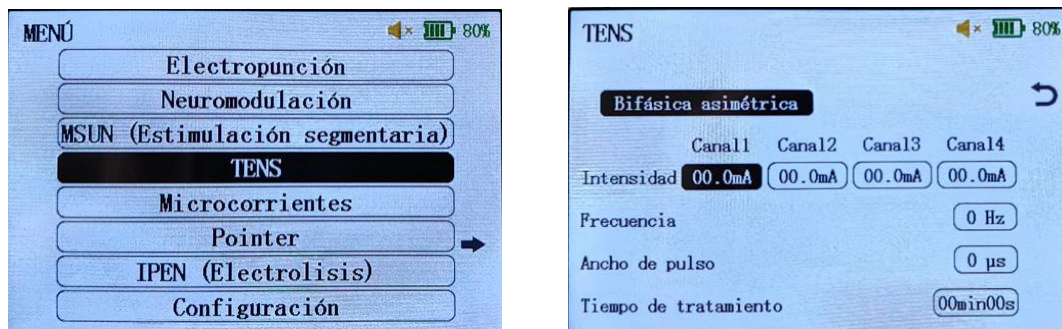 MENÚ 80%
Electropunción
Neuromodulación
MSUN (Estimulación segmentaria)
TENS
Microcorrientes
Pointer
IPEN (Electrolisis)
Configuración
TENS 80%
Bifásica asimétrica
Canal1 Canal2 Canal3 Canal4
Intensidad 00.0mA 00.0mA 00.0mA 00.0mA
Frecuencia 0 Hz
Ancho de pulso 0 µs
Tiempo de tratamiento 00min00s